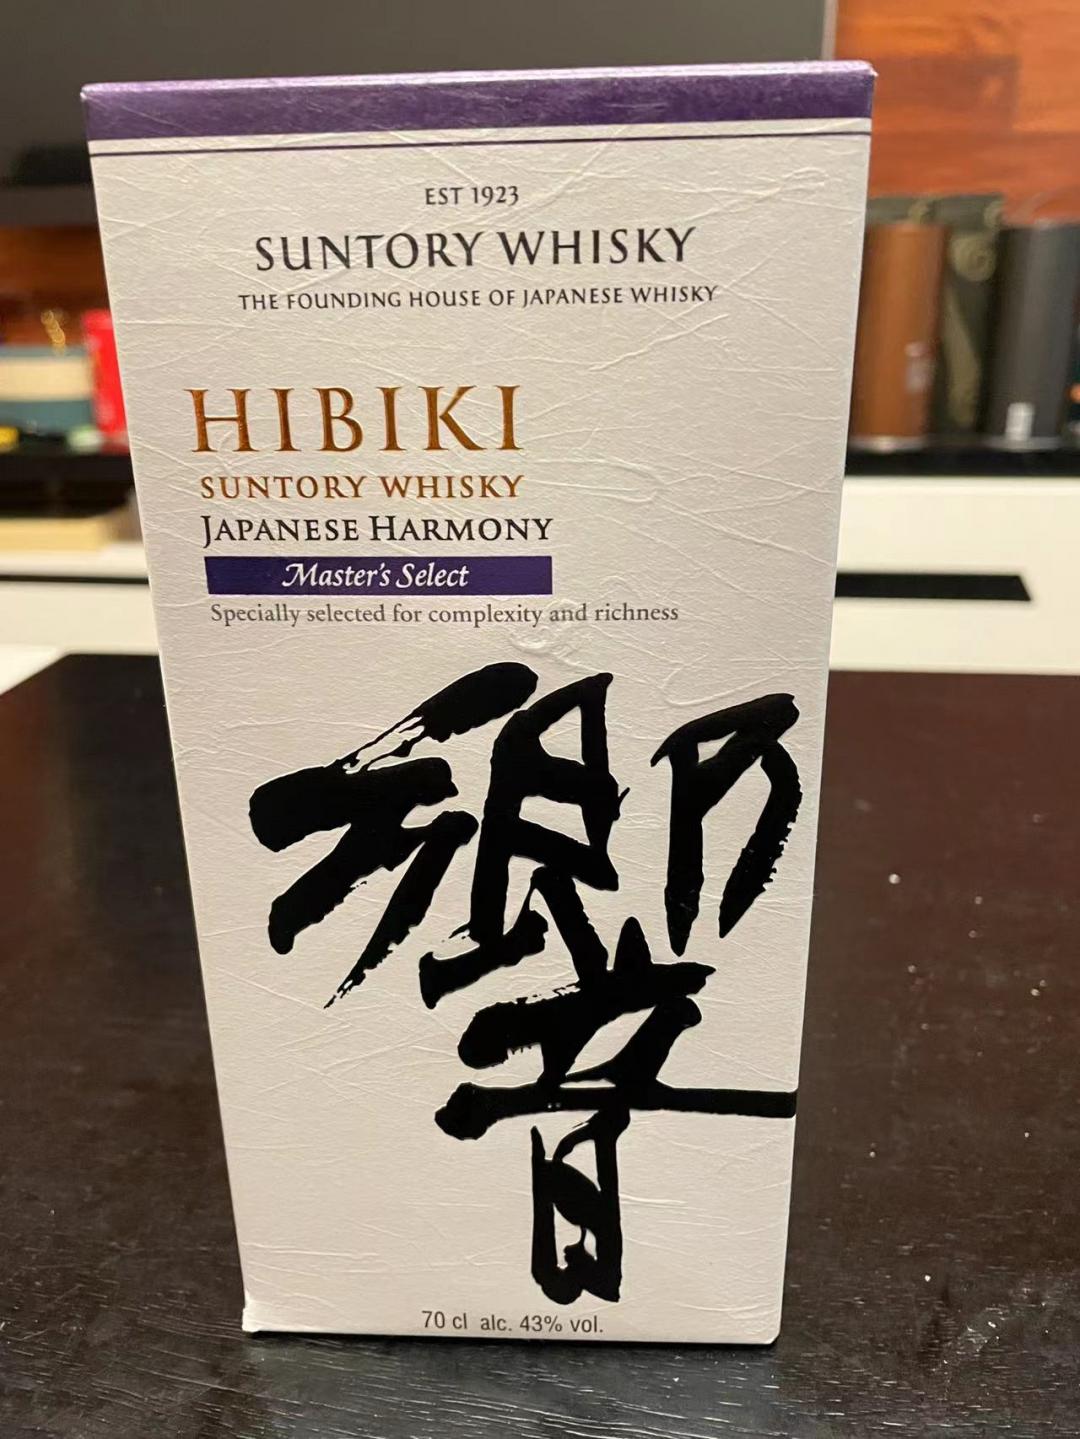 EST 1923
SUNTORY WHISKY
THE FOUNDING HOUSE OF JAPANESE WHISKY
HIBIKI
SUNTORY WHISKY
JAPANESE HARMONY
Master's Select
Specially selected for complexity and richness
響
70 cl alc. 43% vol.